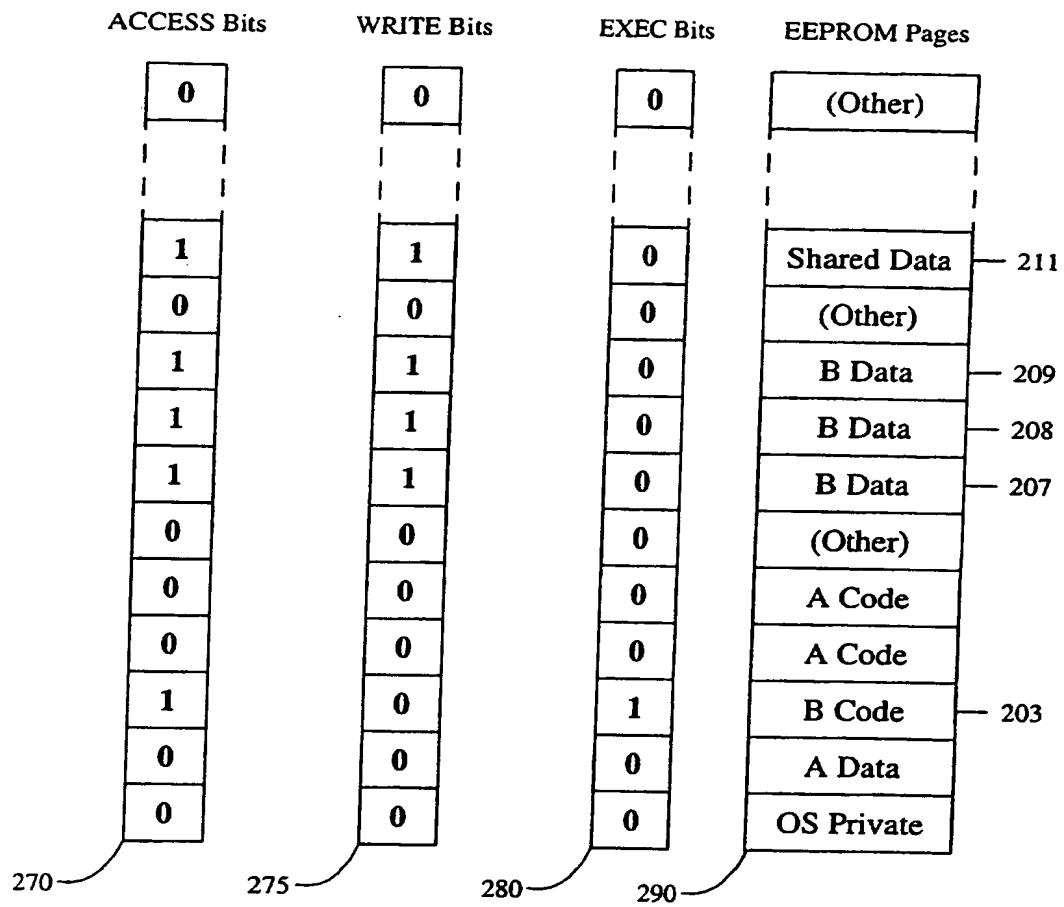 ACCESS Bits WRITE Bits EXEC Bits EEPROM Pages
0 0 0 (Other)
1 1 0 Shared Data 211
0 0 0 (Other)
1 1 0 B Data 209
1 1 0 B Data 208
1 1 0 B Data 207
0 0 0 (Other)
0 0 0 A Code
0 0 0 A Code
1 0 1 B Code 203
0 0 0 A Data
0 0 0 OS Private
270 275 280 290